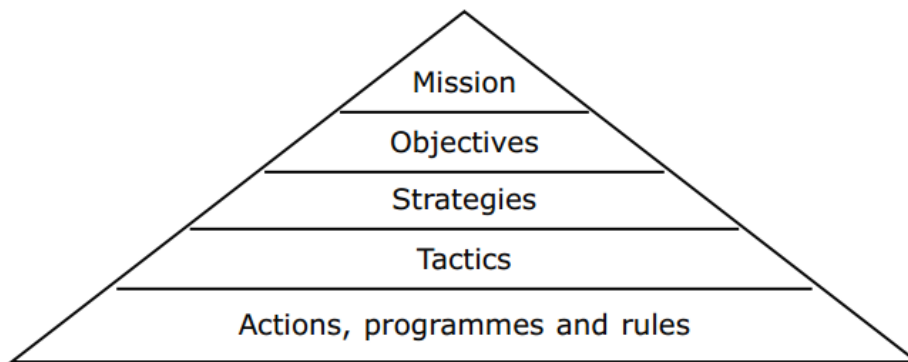 Mission
Objectives
Strategies
Tactics
Actions, programmes and rules